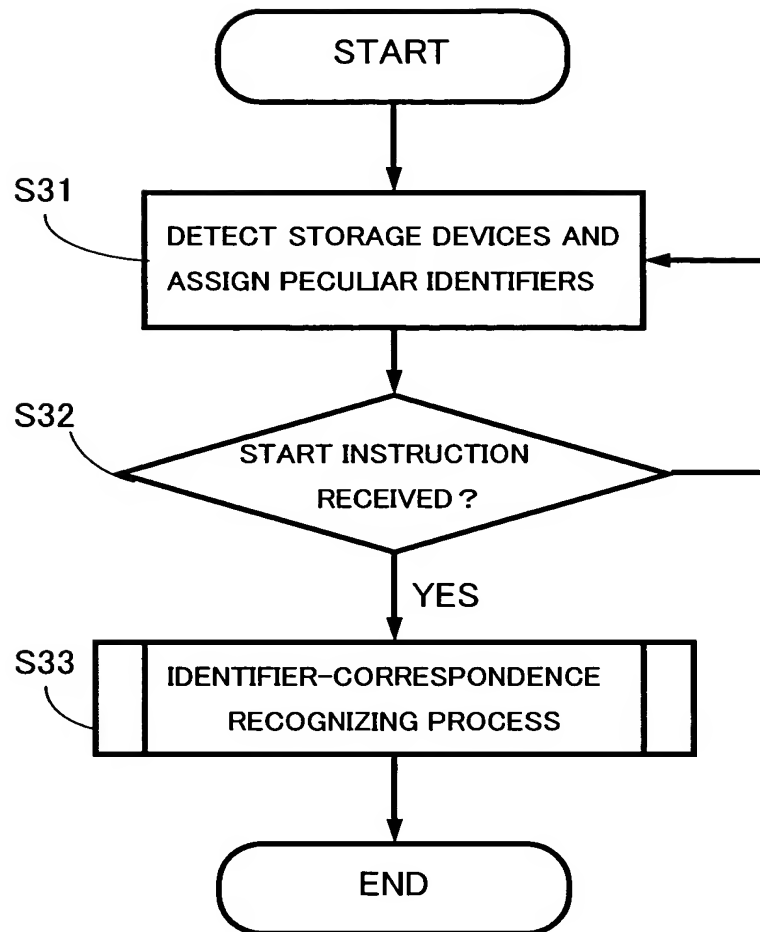 START
S31
DETECT STORAGE DEVICES AND
ASSIGN PECULIAR IDENTIFIERS
S32
START INSTRUCTION
RECEIVED?
YES
S33
IDENTIFIER-CORRESPONDENCE
RECOGNIZING PROCESS
END